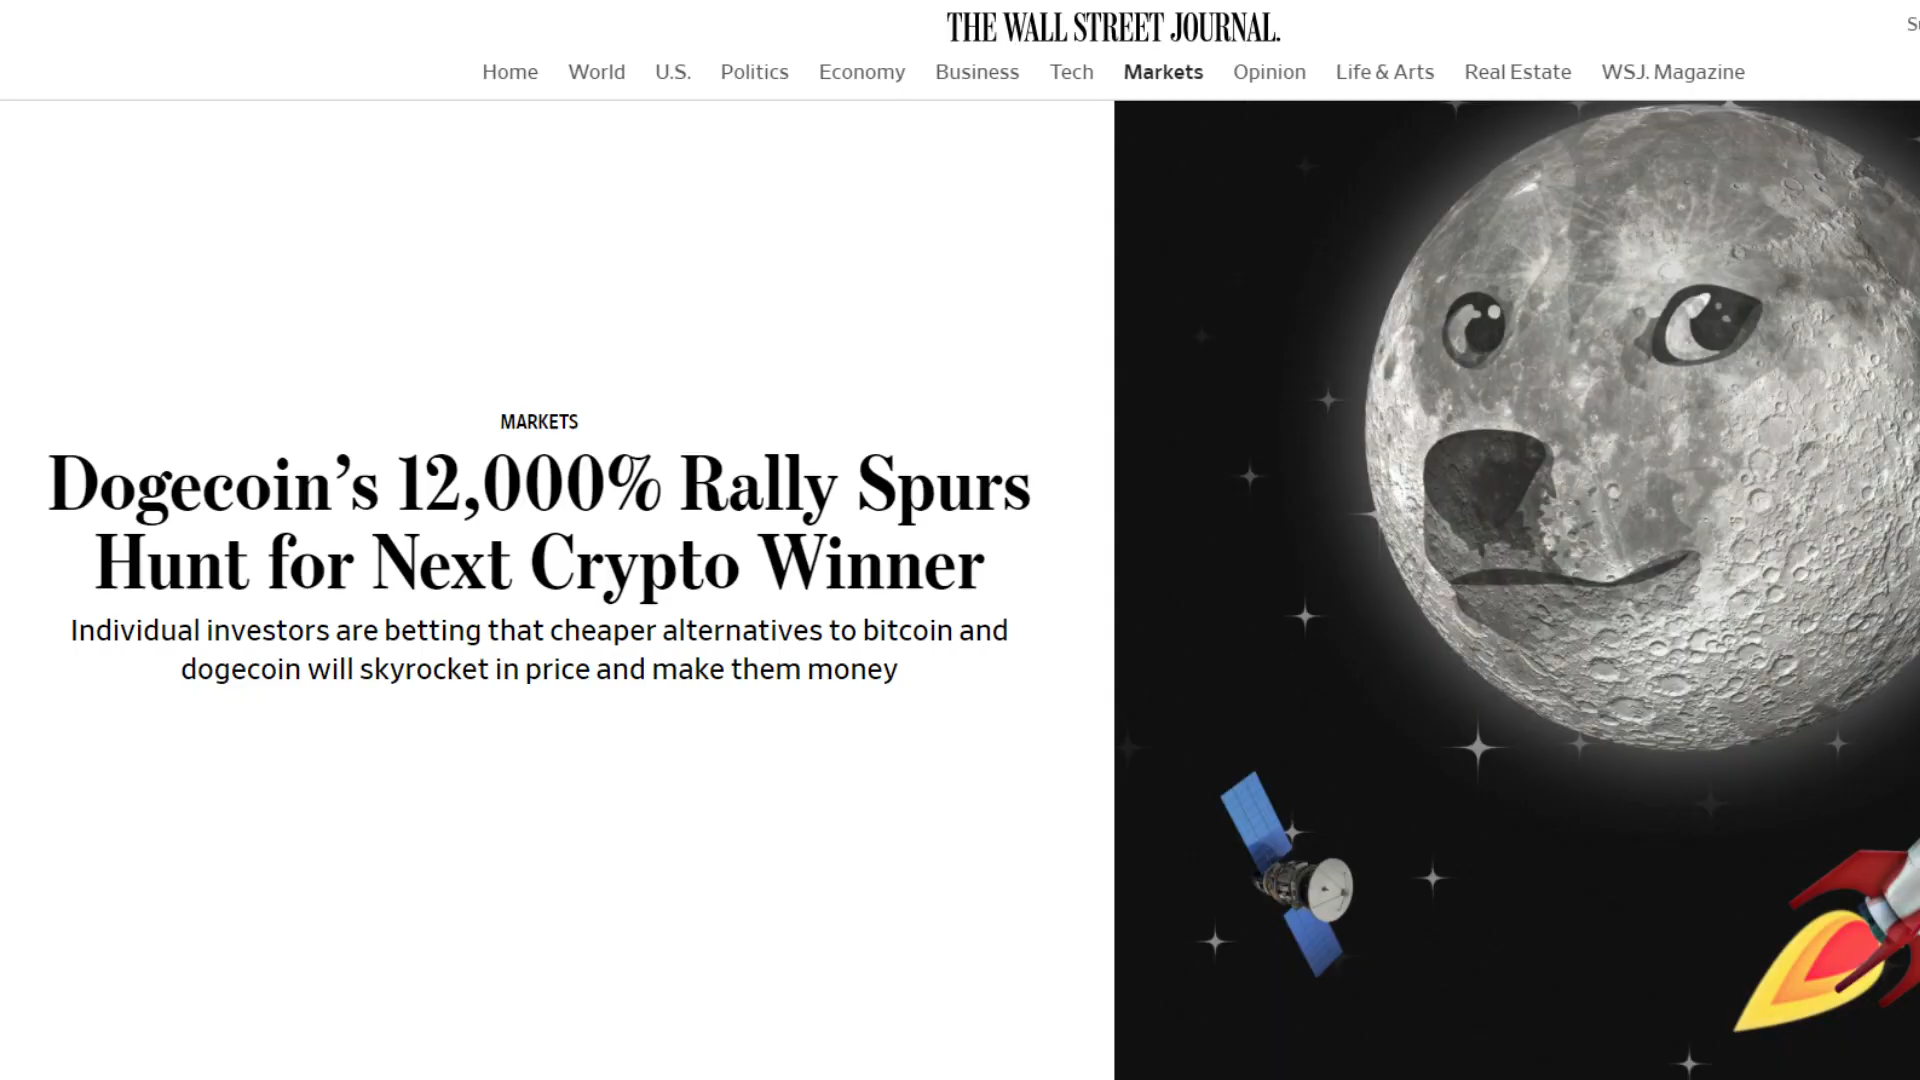 THE WALL STREET JOURNAL.
Home World U.S. Politics Economy Business Tech Markets Opinion Life & Arts Real Estate WSJ. Magazine
MARKETS
Dogecoin’s 12,000% Rally Spurs
Hunt for Next Crypto Winner
Individual investors are betting that cheaper alternatives to bitcoin and
dogecoin will skyrocket in price and make them money